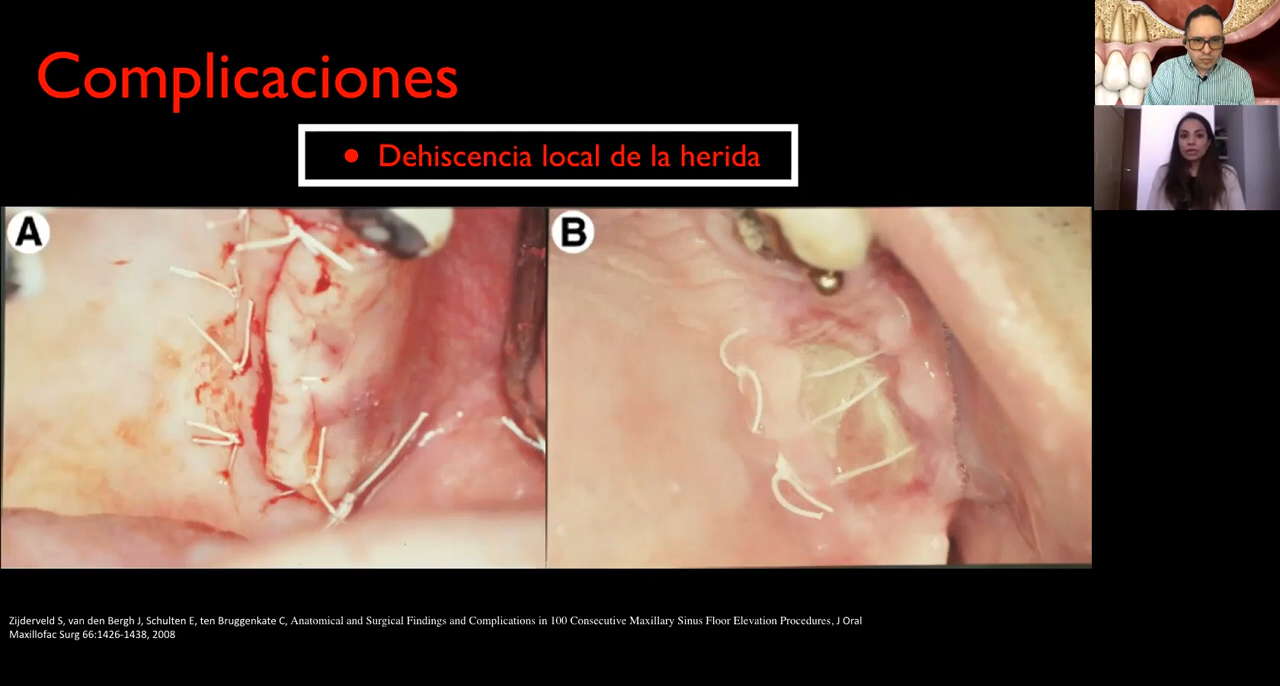 Complicaciones
• Dehiscencia local de la herida
A
B
Zijderveld S, van den Bergh J, Schulten E, ten Bruggenkate C, Anatomical and Surgical Findings and Complications in 100 Consecutive Maxillary Sinus Floor Elevation Procedures, J Oral
Maxillofac Surg 66:1426-1438, 2008